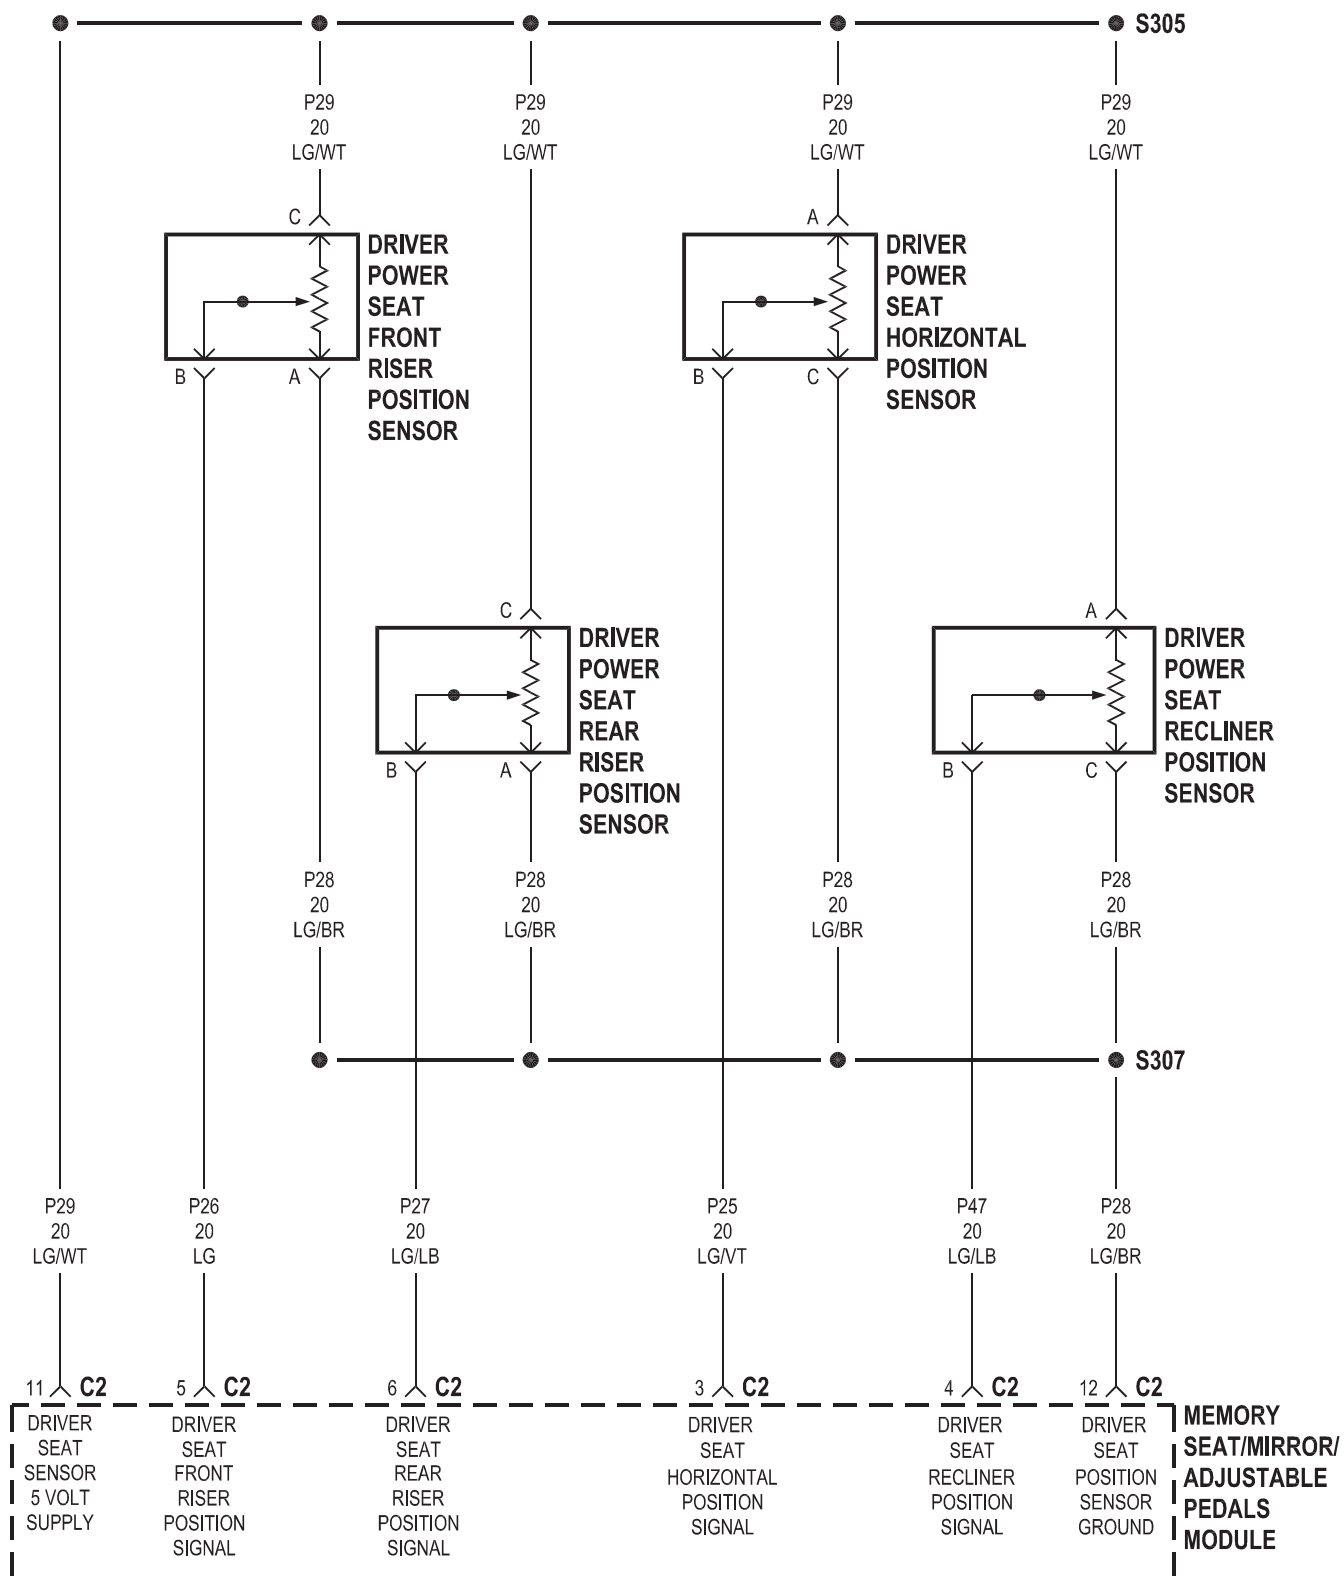 S305
P29
20
LG/WT
P29
20
LG/WT
P29
20
LG/WT
P29
20
LG/WT
C
DRIVER
POWER
SEAT
FRONT
RISER
POSITION
SENSOR
B
A
A
DRIVER
POWER
SEAT
HORIZONTAL
POSITION
SENSOR
B
C
C
DRIVER
POWER
SEAT
REAR
RISER
POSITION
SENSOR
B
A
A
DRIVER
POWER
SEAT
RECLINER
POSITION
SENSOR
B
C
P28
20
LG/BR
P28
20
LG/BR
P28
20
LG/BR
P28
20
LG/BR
S307
P29
20
LG/WT
P26
20
LG
P27
20
LG/LB
P25
20
LG/VT
P47
20
LG/LB
P28
20
LG/BR
11 C2
5 C2
6 C2
3 C2
4 C2
12 C2
DRIVER
SEAT
SENSOR
5 VOLT
SUPPLY
DRIVER
SEAT
FRONT
RISER
POSITION
SIGNAL
DRIVER
SEAT
REAR
RISER
POSITION
SIGNAL
DRIVER
SEAT
HORIZONTAL
POSITION
SIGNAL
DRIVER
SEAT
RECLINER
POSITION
SIGNAL
DRIVER
SEAT
POSITION
SENSOR
GROUND
MEMORY
SEAT/MIRROR/
ADJUSTABLE
PEDALS
MODULE